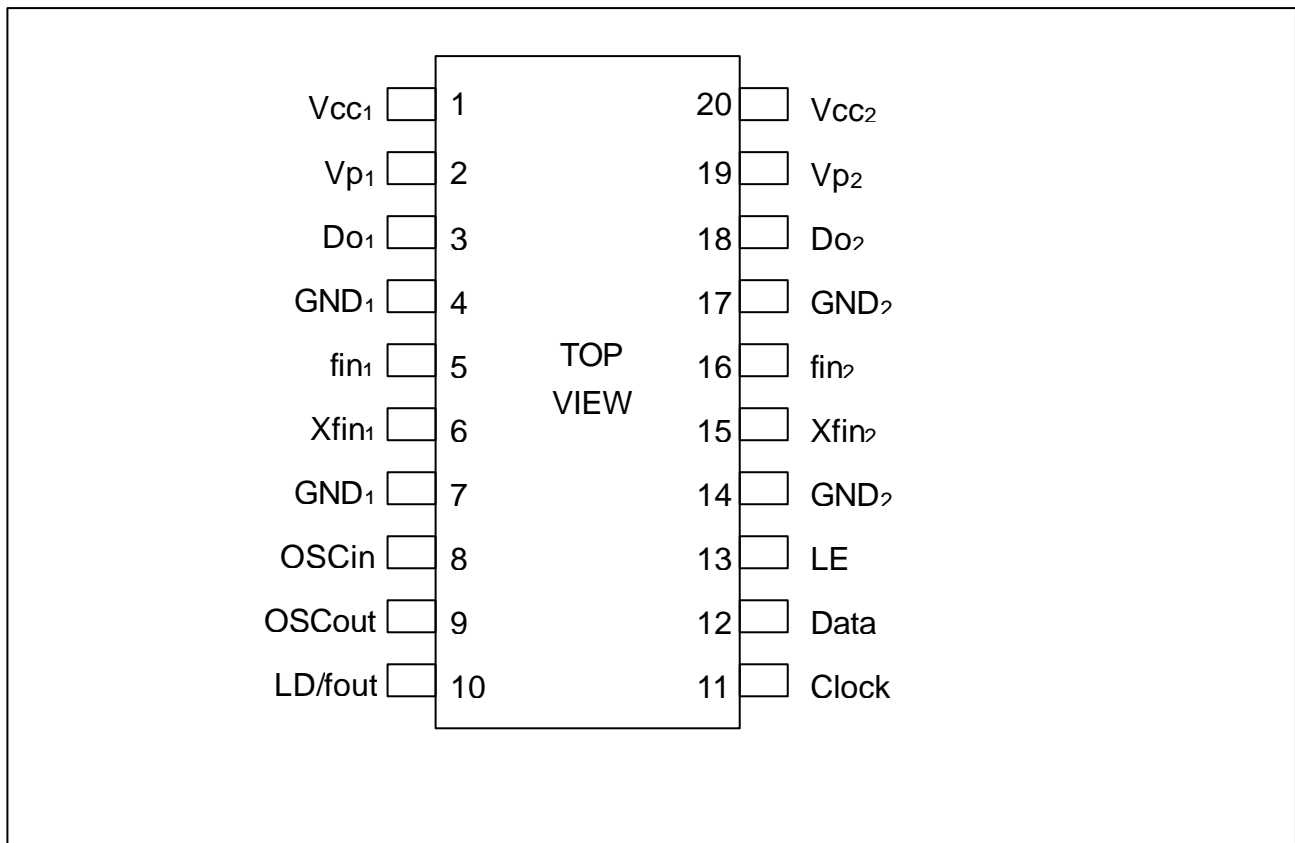 Vcc₁ 1 20 Vcc₂
Vp₁ 2 19 Vp₂
Do₁ 3 18 Do₂
GND₁ 4 17 GND₂
fin₁ 5 16 fin₂
TOP
VIEW
Xfin₁ 6 15 Xfin₂
GND₁ 7 14 GND₂
OSCin 8 13 LE
OSCout 9 12 Data
LD/fout 10 11 Clock